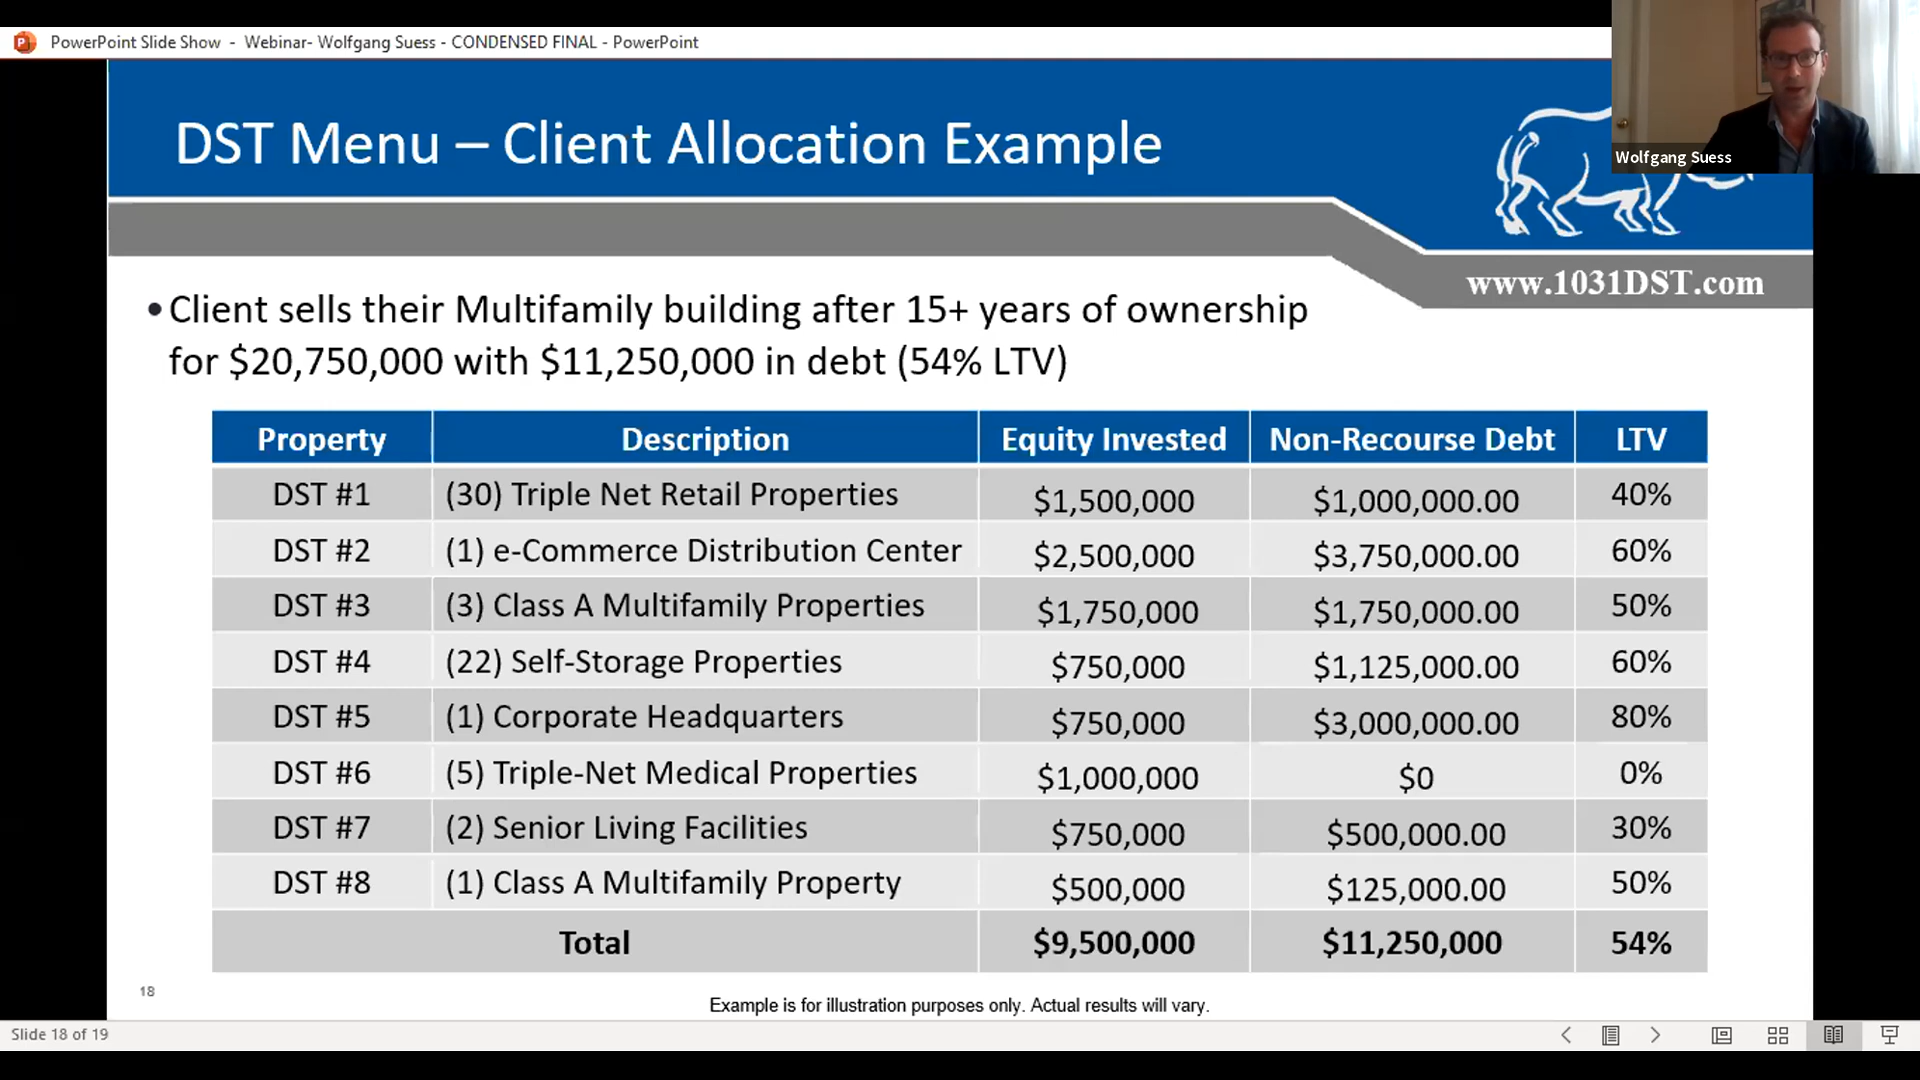 PowerPoint Slide Show - Webinar- Wolfgang Suess - CONDENSED FINAL - PowerPoint
Wolfgang Suess
DST Menu – Client Allocation Example
www.1031DST.com
• Client sells their Multifamily building after 15+ years of ownership
for $20,750,000 with $11,250,000 in debt (54% LTV)
Property Description Equity Invested Non-Recourse Debt LTV
DST #1 (30) Triple Net Retail Properties $1,500,000 $1,000,000.00 40%
DST #2 (1) e-Commerce Distribution Center $2,500,000 $3,750,000.00 60%
DST #3 (3) Class A Multifamily Properties $1,750,000 $1,750,000.00 50%
DST #4 (22) Self-Storage Properties $750,000 $1,125,000.00 60%
DST #5 (1) Corporate Headquarters $750,000 $3,000,000.00 80%
DST #6 (5) Triple-Net Medical Properties $1,000,000 $0 0%
DST #7 (2) Senior Living Facilities $750,000 $500,000.00 30%
DST #8 (1) Class A Multifamily Property $500,000 $125,000.00 50%
Total $9,500,000 $11,250,000 54%
18
Example is for illustration purposes only. Actual results will vary.
Slide 18 of 19